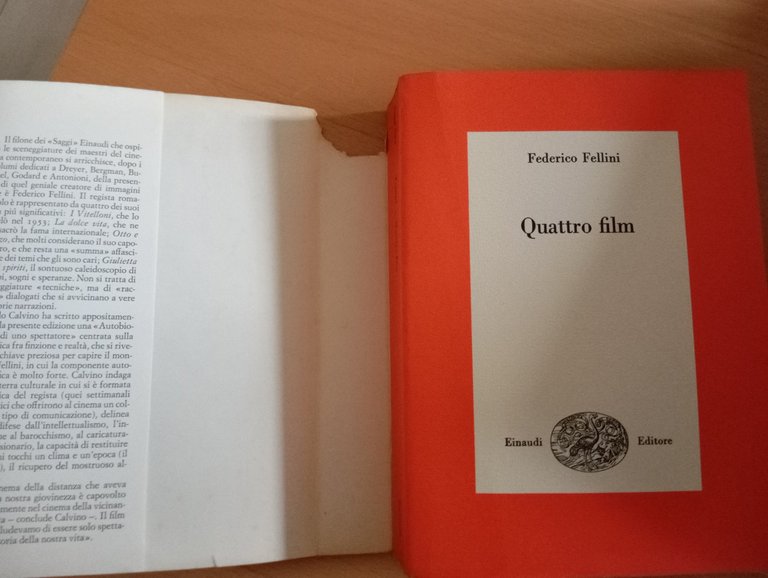 Il filone dei «Saggi» Einaudi che ospi-
le sceneggiature dei maestri del cine-
contemporaneo si arricchisce, dopo i
lumi dedicati a Dreyer, Bergman, Bu-
el, Godard e Antonioni, della presen-
di quel geniale creatore di immagini
è Federico Fellini. Il regista roma-
lo è rappresentato da quattro dei suoi
più significativi: I Vitelloni, che lo
lò nel 1953; La dolce vita, che ne
sacrò la fama internazionale; Otto e
zo, che molti considerano il suo capo-
ro, e che resta una «summa» affasci-
e dei temi che gli sono cari; Giulietta
spiriti, il sontuoso caleidoscopio di
ni, sogni e speranze. Non si tratta di
ggiature «tecniche», ma di «rac-
» dialogati che si avvicinano a vere
orie narrazioni.
lo Calvino ha scritto appositamen-
la presente edizione una «Autobio-
di uno spettatore» centrata sulla
ica fra finzione e realtà, che si rive-
chiave preziosa per capire il mon-
Fellini, in cui la componente auto-
ica è molto forte. Calvino indaga
terra culturale in cui si è formata
ica del regista (quei settimanali
ici che offrirono al cinema un col-
tipo di comunicazione), delinea
difese dall'intellettualismo, l'in-
ne al barocchismo, al caricatura-
sionario, la capacità di restituire
ni tocchi un clima e un'epoca (il
), il ricupero del mostruoso al-
nema della distanza che aveva
a nostra giovinezza è capovolto
mente nel cinema della vicinan-
a – conclude Calvino –. Il film
ludevamo di essere solo spetta-
toria della nostra vita».
Federico Fellini
Quattro film
Einaudi Editore